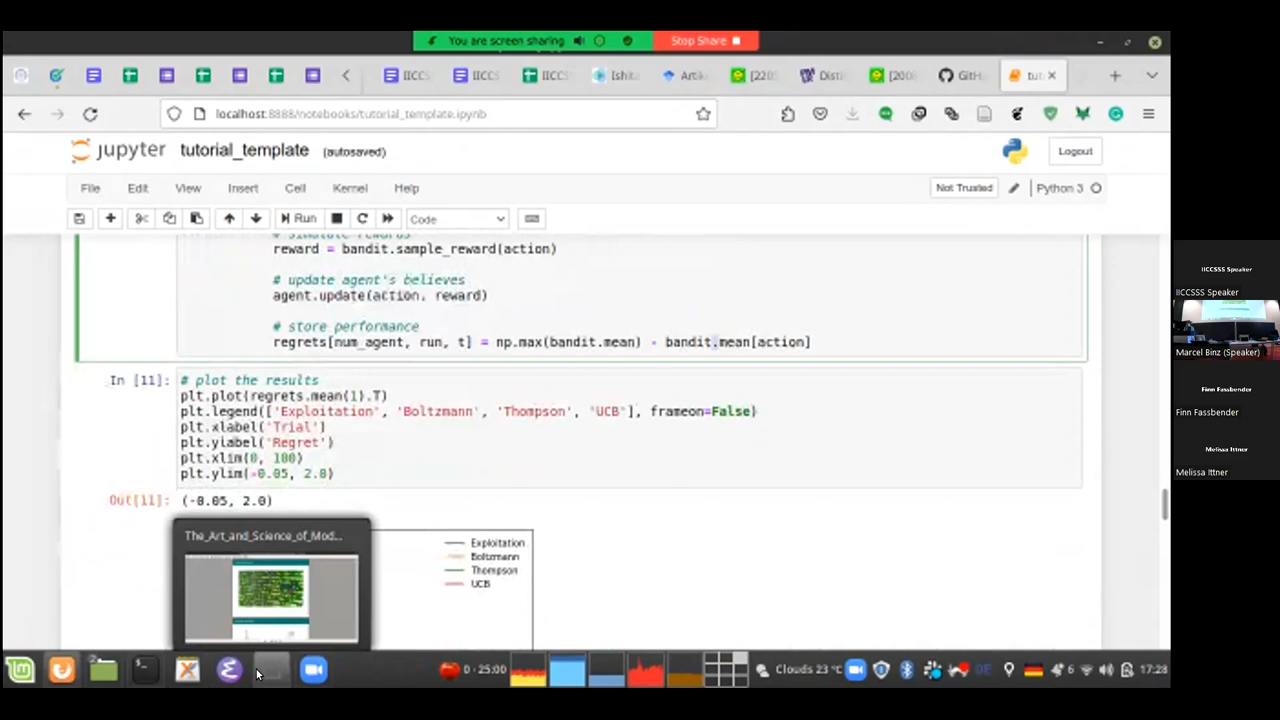 You are screen sharing
Stop Share
IICCS
IICCS
IICCS
Ishita
Artik
[220
Disti
[200
GitH
tut
localhost:8888/notebooks/tutorial_template.ipynb
jupyter tutorial_template (autosaved)
Logout
File Edit View Insert Cell Kernel Help
Not Trusted
Python 3
Run
Code
# simulate rewards
reward = bandit.sample_reward(action)
# update agent's believes
agent.update(action, reward)
# store performance
regrets[num_agent, run, t] = np.max(bandit.mean) - bandit.mean[action]
In [11]:
# plot the results
plt.plot(regrets.mean(1).T)
plt.legend(['Exploitation', 'Boltzmann', 'Thompson', 'UCB'], frameon=False)
plt.xlabel('Trial')
plt.ylabel('Regret')
plt.xlim(0, 100)
plt.ylim(-0.05, 2.0)
Out[11]: (-0.05, 2.0)
The_Art_and_Science_of_Mod...
Exploitation
Boltzmann
Thompson
UCB
0 - 25:00
Clouds 23 °C
DE
6
17:28
IICCSSS Speaker
IICCSSS Speaker
Marcel Binz (Speaker)
Finn Fassbender
Finn Fassbender
Melissa Ittner
Melissa Ittner